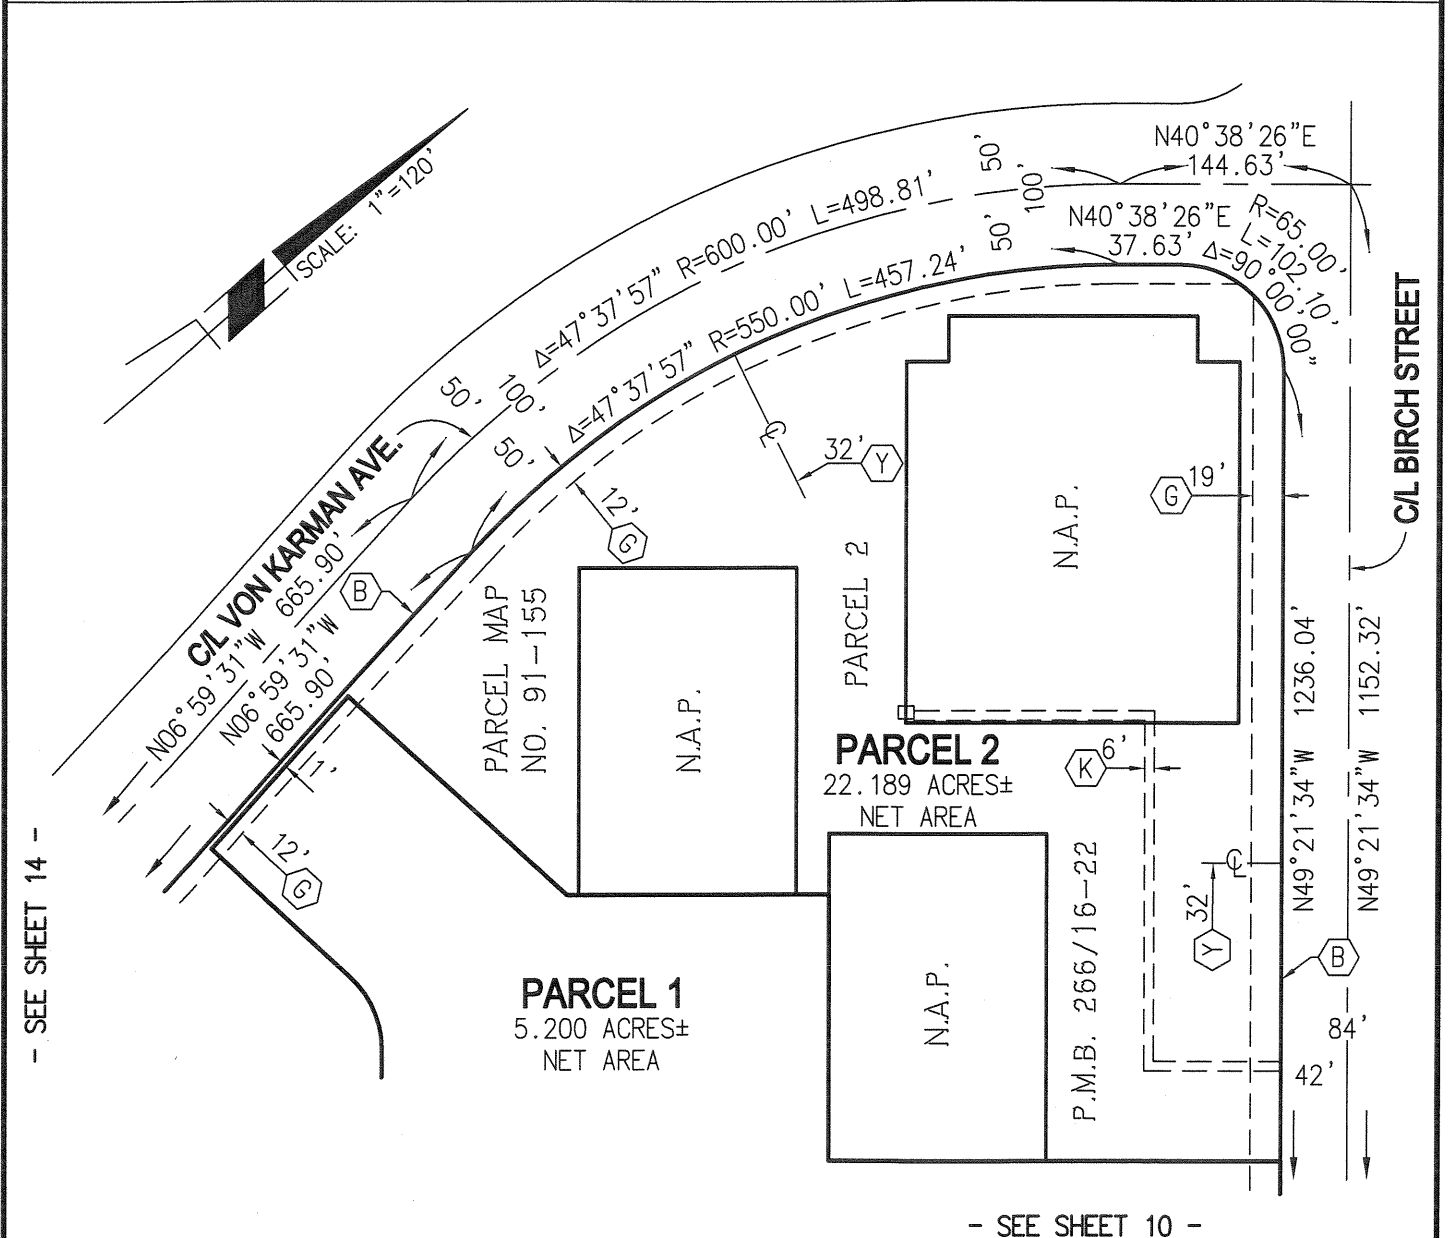 SCALE: 1"=120'
N40°38'26"E
144.63'
50'
100'
50'
N40°38'26"E
37.63'
R=65.00'
L=102.10'
Δ=90°00'00"
Δ=47°37'57" R=600.00' L=498.81'
Δ=47°37'57" R=550.00' L=457.24'
50'
100'
50'
C/L VON KARMAN AVE.
N06°59'31"W 665.90'
N06°59'31"W
665.90'
B
12'
G
C L
32'
Y
G
19'
C/L BIRCH STREET
PARCEL MAP
NO. 91-155
N.A.P.
PARCEL 2
N.A.P.
1'
12'
G
PARCEL 2
22.189 ACRES±
NET AREA
K
6'
N49°21'34"W 1236.04'
N49°21'34"W 1152.32'
C L
32'
Y
B
84'
42'
P.M.B. 266/16-22
N.A.P.
PARCEL 1
5.200 ACRES±
NET AREA
- SEE SHEET 14 -
- SEE SHEET 10 -